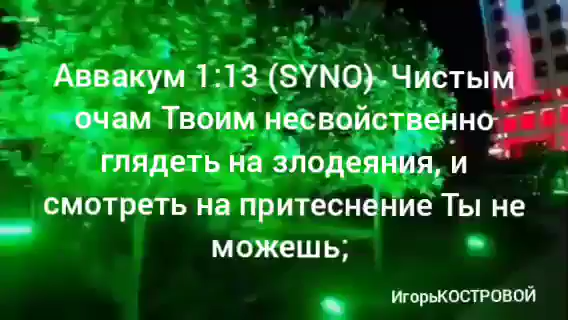 Аввакум 1:13 (SYNO) Чистым
очам Твоим несвойственно
глядеть на злодеяния, и
смотреть на притеснение Ты не
можешь;
ИгорьКОСТРОВОЙ